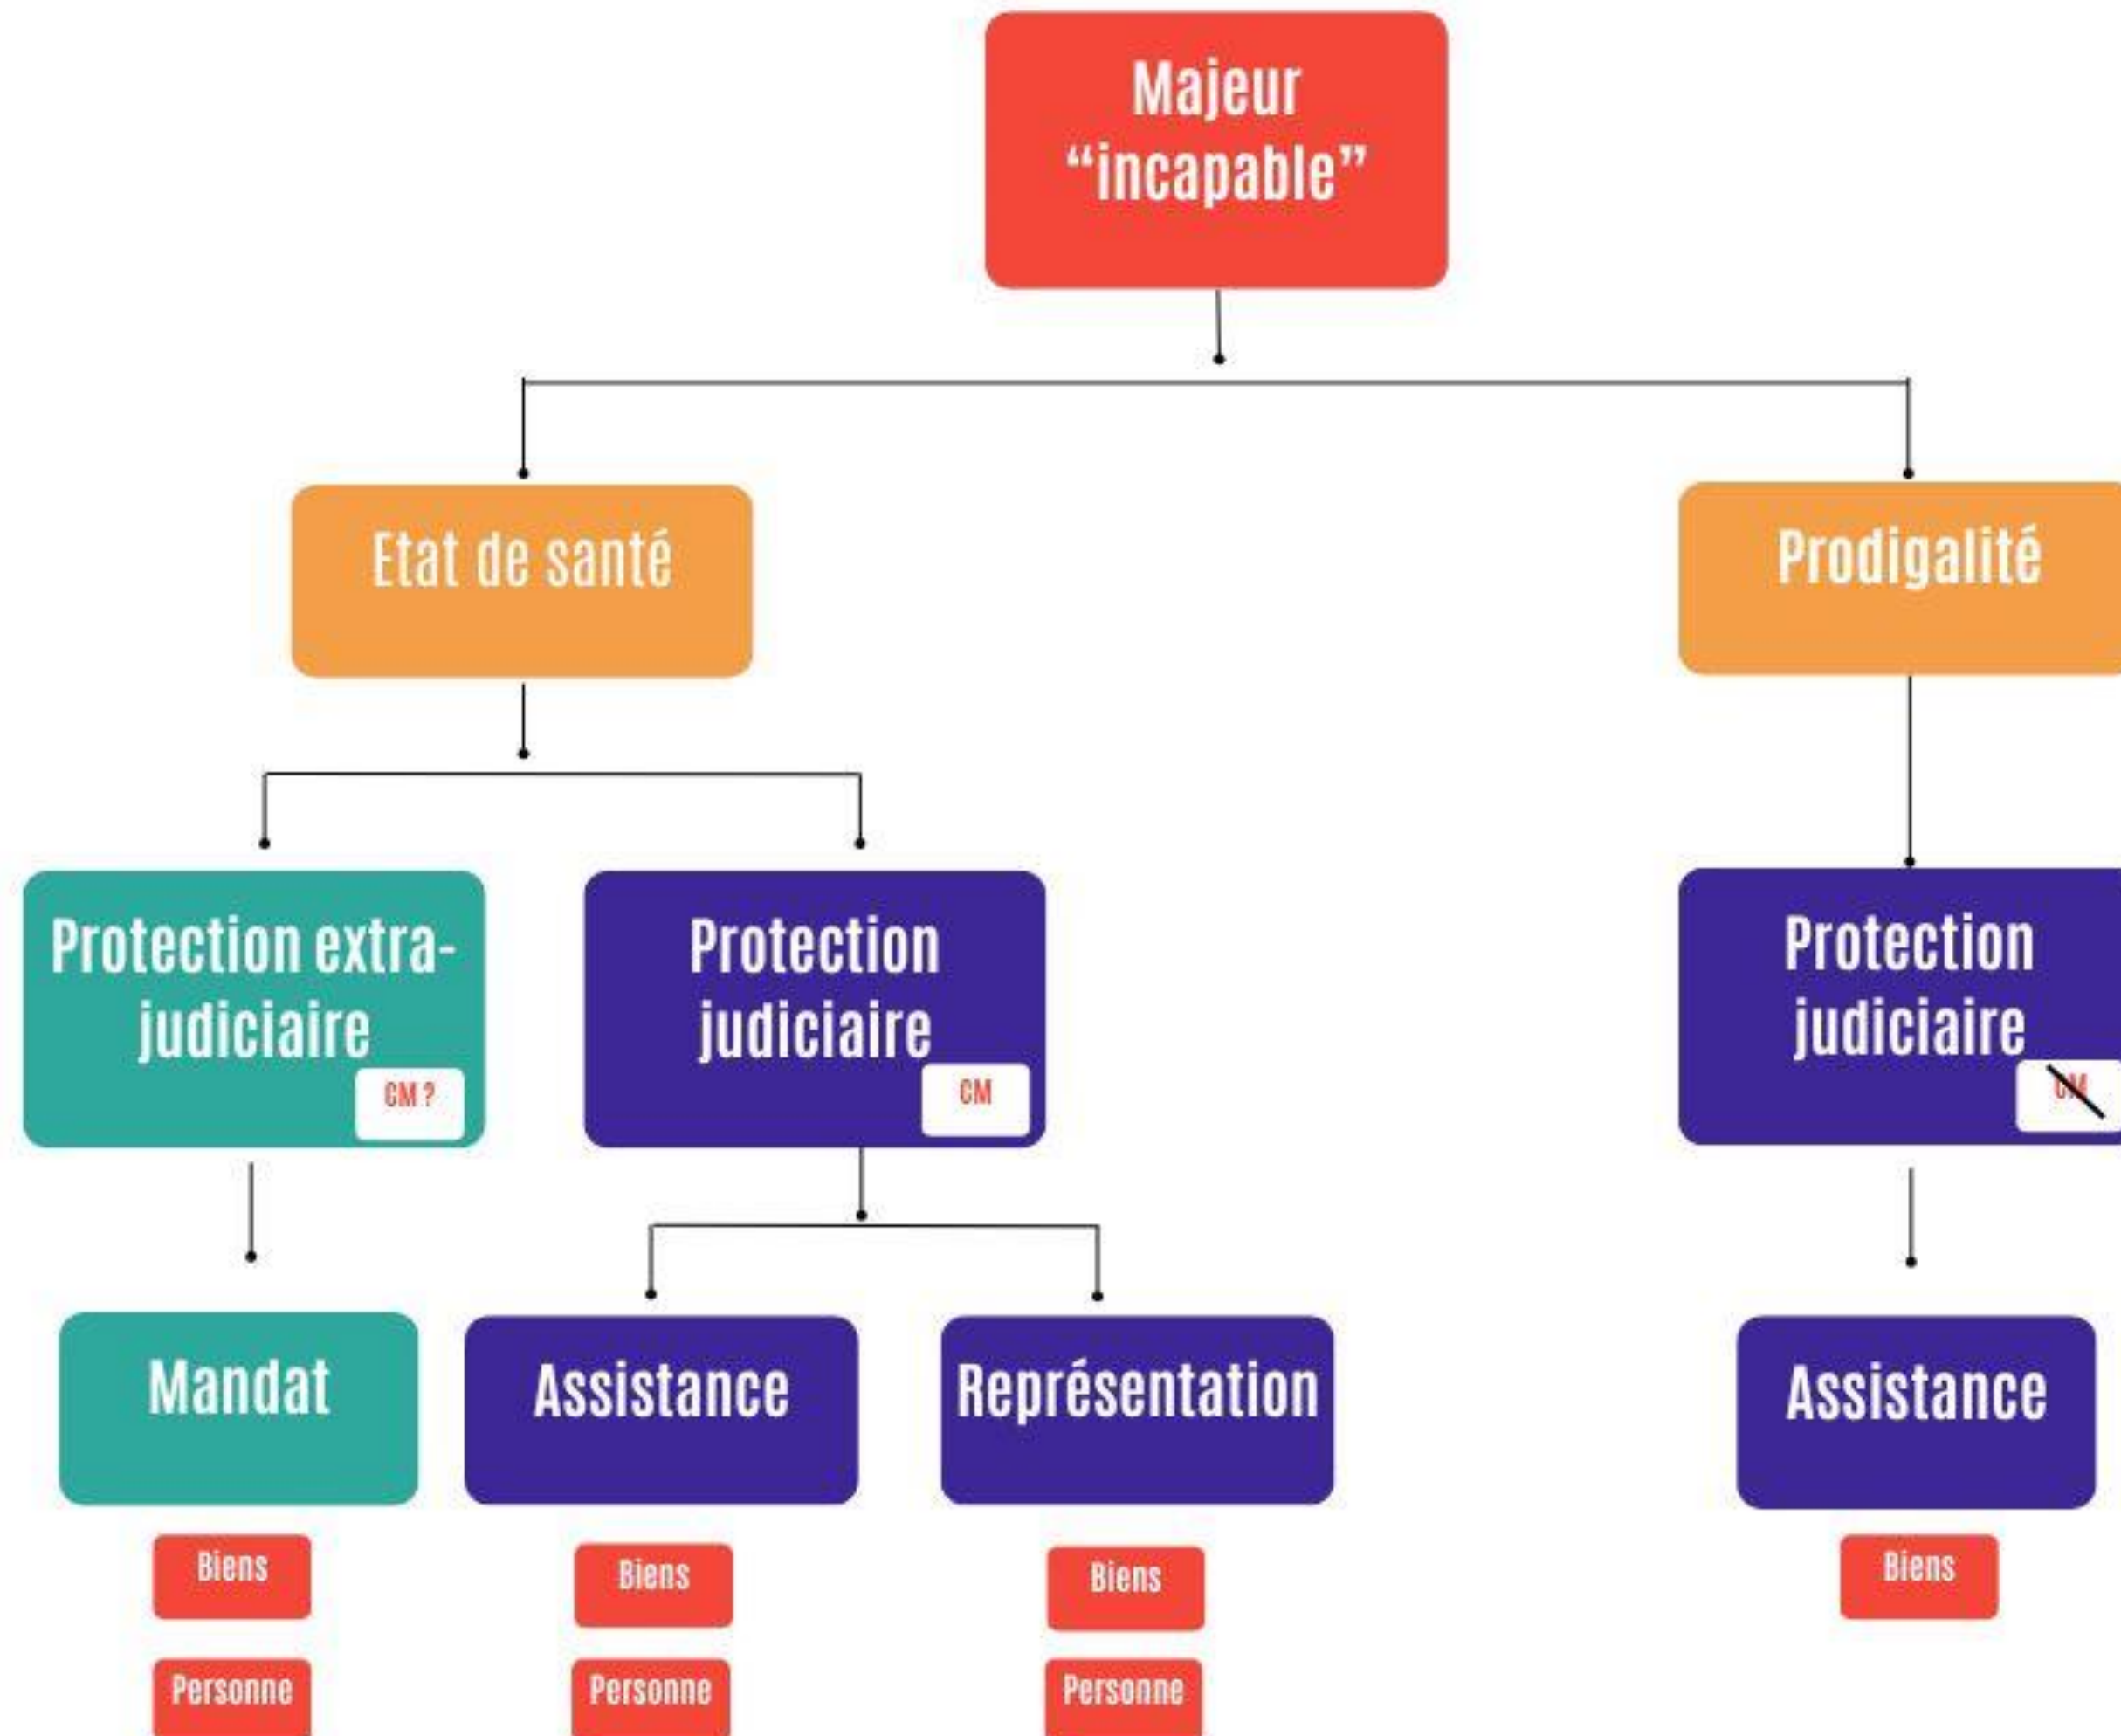 Majeur
“incapable”
Etat de santé
Prodigalité
Protection extra-
judiciaire
CM ?
Protection
judiciaire
CM
Protection
judiciaire
CM
Mandat
Assistance
Représentation
Assistance
Biens
Biens
Biens
Biens
Personne
Personne
Personne